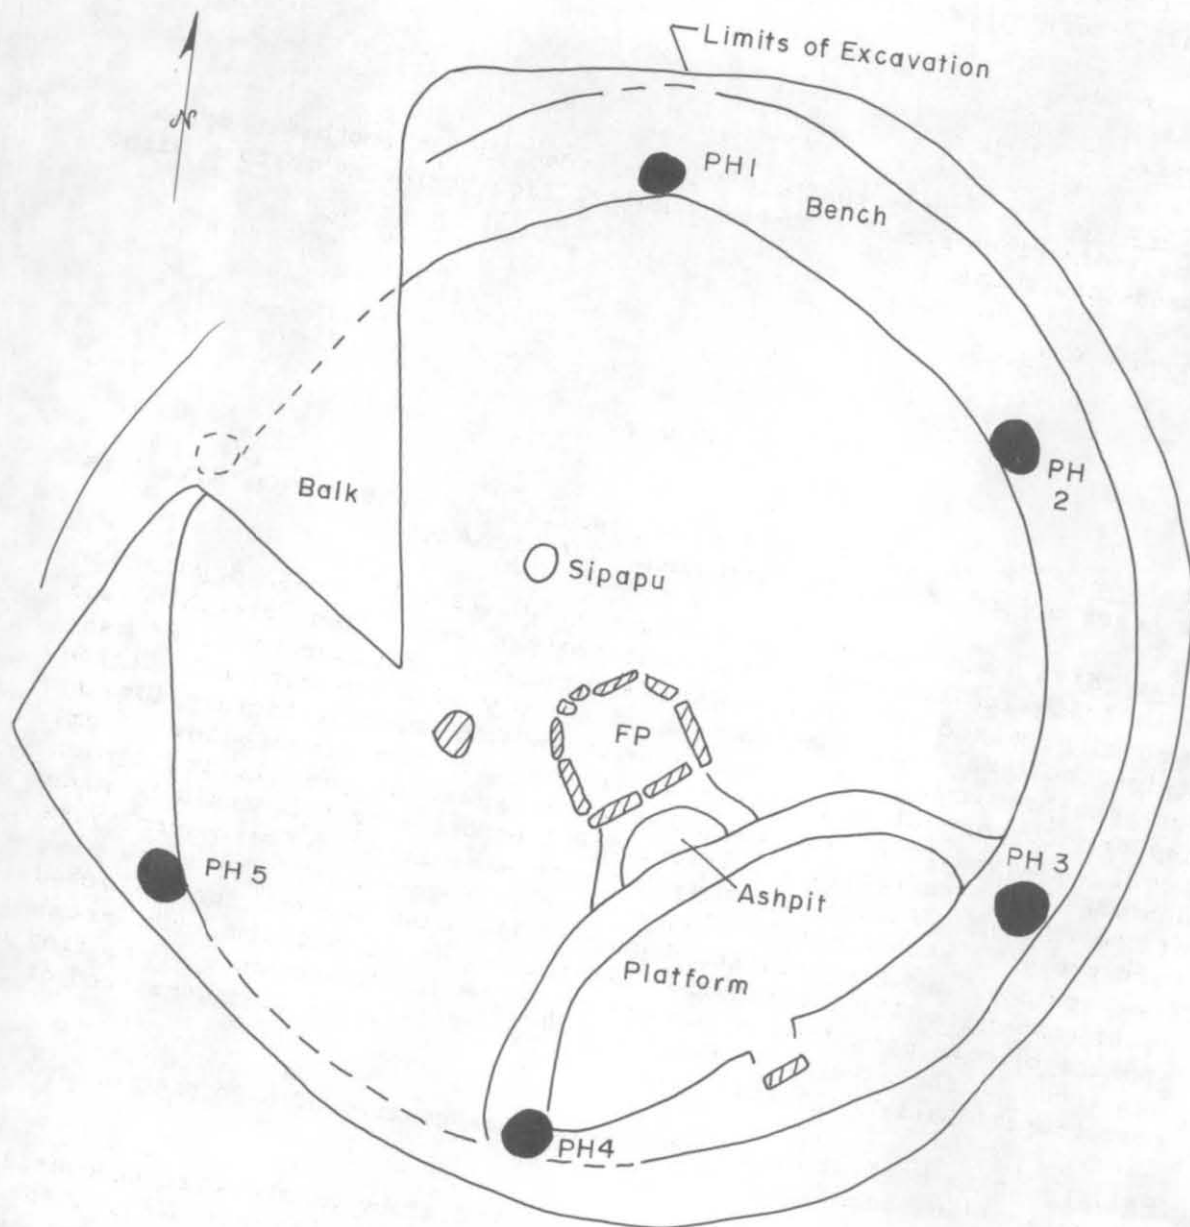 Limits of Excavation
N
PH1
Bench
PH
2
Balk
Sipapu
FP
PH 3
PH 5
Ashpit
Platform
PH4